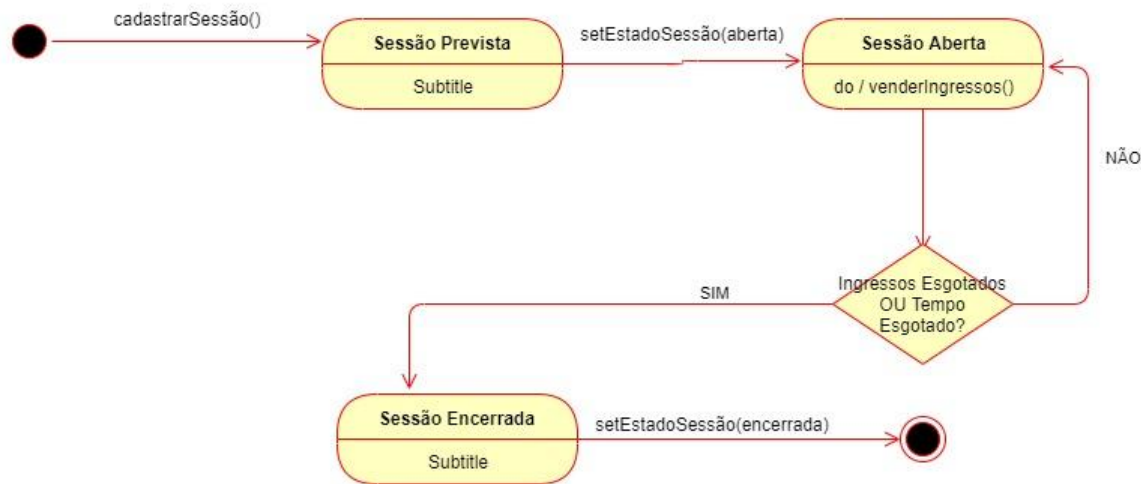 cadastrarSessão()
Sessão Prevista
Subtitle
setEstadoSessão(aberta)
Sessão Aberta
do / venderIngressos()
NÃO
Ingressos Esgotados
OU Tempo
Esgotado?
SIM
Sessão Encerrada
Subtitle
setEstadoSessão(encerrada)